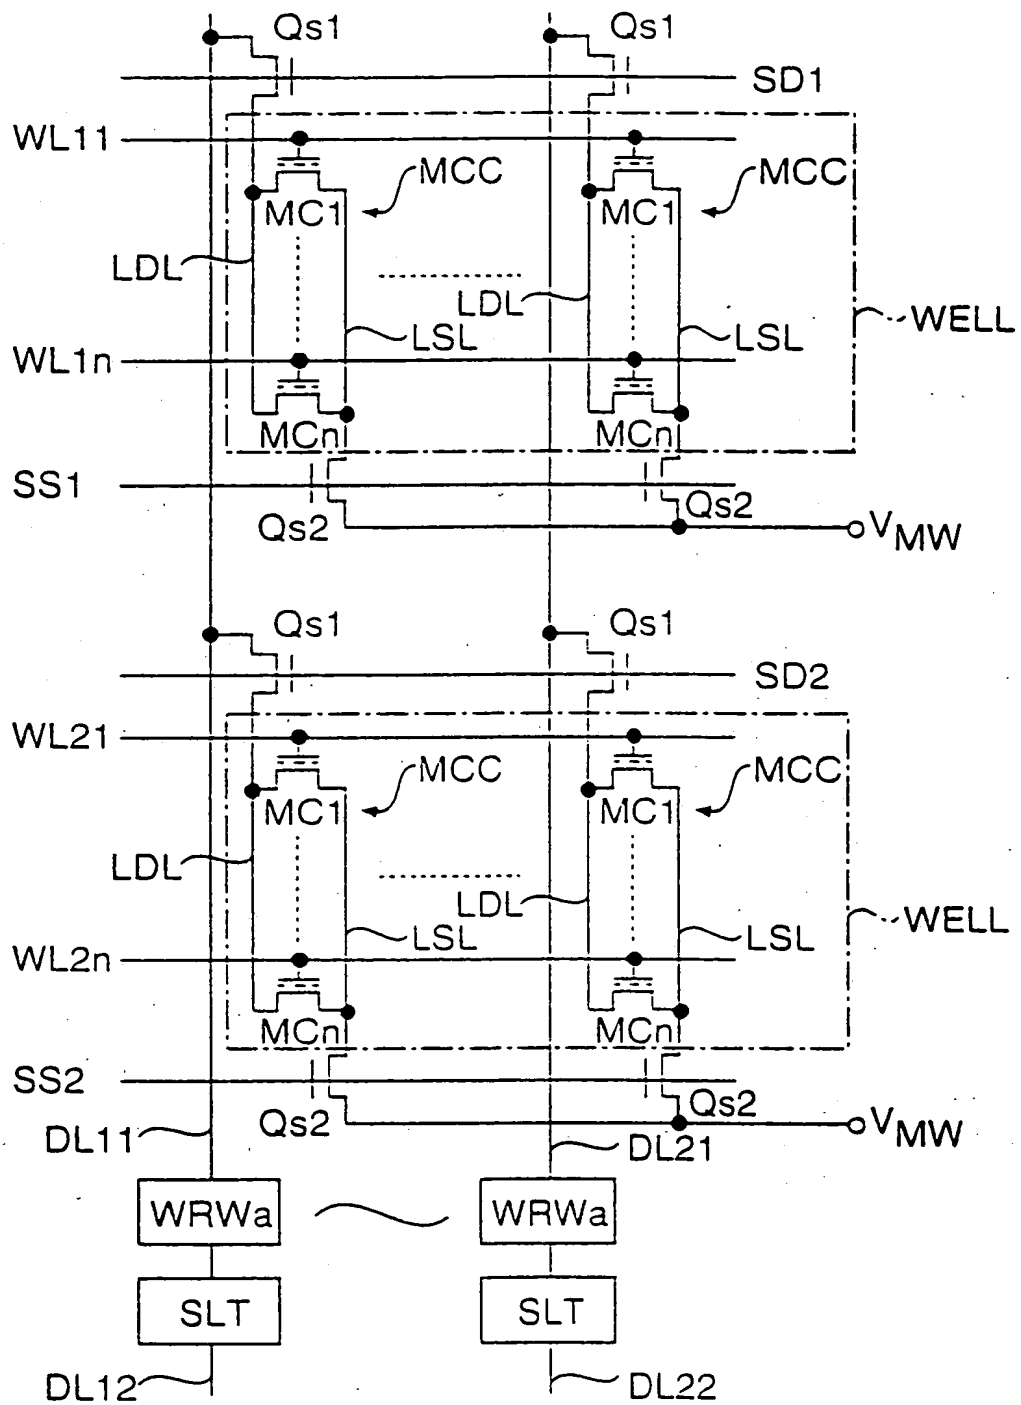 Qs1 Qs1
SD1
WL11
MCC MCC
MC1 MC1
LDL LDL
WELL
LSL LSL
WL1n
MCn MCn
SS1
Qs2 Qs2
VMW
Qs1 Qs1
SD2
WL21
MCC MCC
MC1 MC1
LDL LDL
WELL
LSL LSL
WL2n
MCn MCn
SS2
Qs2 Qs2
VMW
DL11 DL21
WRWa WRWa
SLT SLT
DL12 DL22